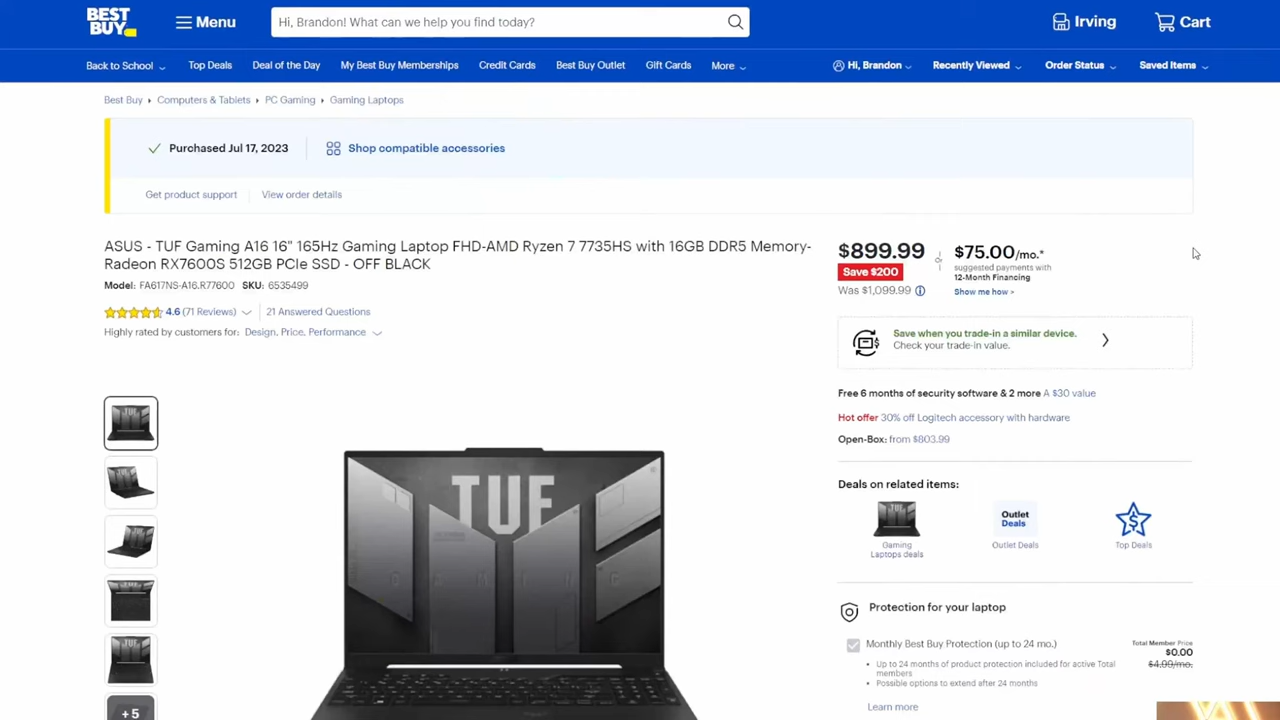 BEST
BUY
Menu
Hi, Brandon! What can we help you find today?
Irving
Cart
Back to School
Top Deals
Deal of the Day
My Best Buy Memberships
Credit Cards
Best Buy Outlet
Gift Cards
More
Hi, Brandon
Recently Viewed
Order Status
Saved Items
Best Buy
Computers & Tablets
PC Gaming
Gaming Laptops
Purchased Jul 17, 2023
Shop compatible accessories
Get product support
View order details
ASUS - TUF Gaming A16 16" 165Hz Gaming Laptop FHD-AMD Ryzen 7 7735HS with 16GB DDR5 Memory-
Radeon RX7600S 512GB PCIe SSD - OFF BLACK
Model: FA617NS-A16.R77600 SKU: 6535499
4.6 (71 Reviews)
21 Answered Questions
Highly rated by customers for: Design, Price, Performance
$899.99
Save $200
Was $1,099.99
or
$75.00/mo.*
suggested payments with
12-Month Financing
Show me how >
Save when you trade-in a similar device.
Check your trade-in value.
Free 6 months of security software & 2 more A $30 value
Hot offer 30% off Logitech accessory with hardware
Open-Box: from $803.99
Deals on related items:
Gaming
Laptops deals
Outlet
Deals
Outlet Deals
Top Deals
Protection for your laptop
Monthly Best Buy Protection (up to 24 mo.)
Total Member Price
$0.00
$4.99/mo.
Up to 24 months of product protection included for active Total
members
Possible options to extend after 24 months
Learn more
TUF
TUF
+5